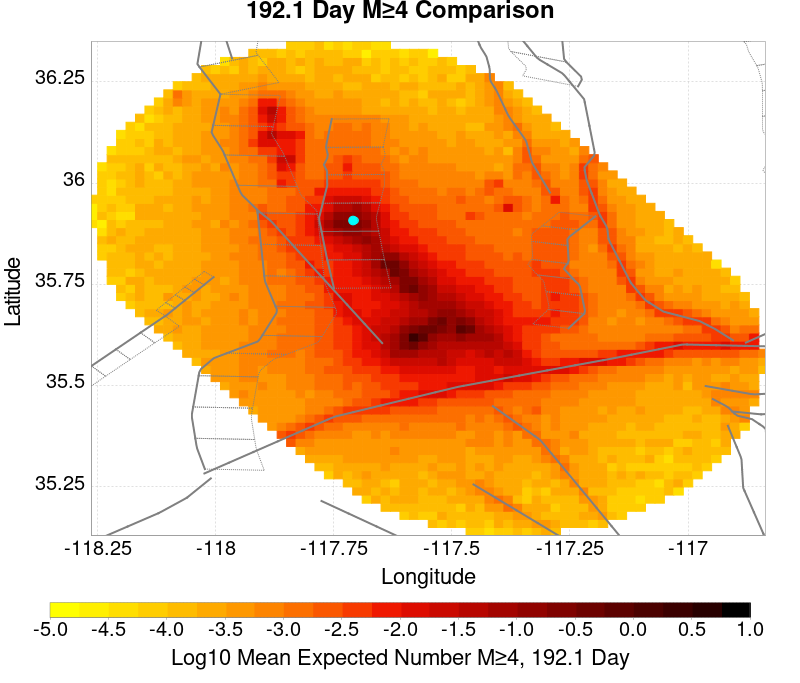 192.1 Day M≥4 Comparison
36.25
36
35.75
35.5
35.25
Latitude
-118.25 -118 -117.75 -117.5 -117.25 -117
Longitude
-5.0 -4.5 -4.0 -3.5 -3.0 -2.5 -2.0 -1.5 -1.0 -0.5 0.0 0.5 1.0
Log10 Mean Expected Number M≥4, 192.1 Day